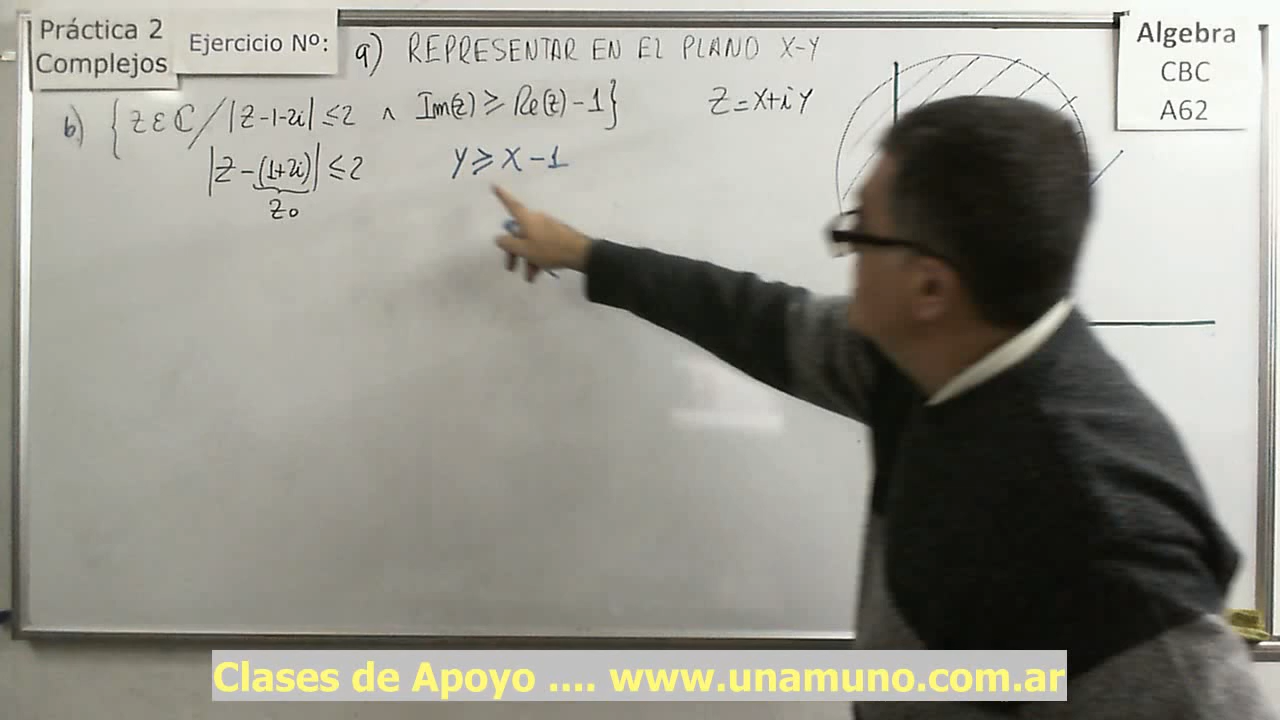 Práctica 2
Complejos
Ejercicio Nº:
a) REPRESENTAR EN EL PLANO X-Y
Algebra
CBC
A62
b) {Z ∈ ℂ / |Z-1-2i| ≤ 2 ∧ Im(z) ≥ Re(z) - 1}
Z = X+iY
|Z - (1+2i)| ≤ 2
Y ≥ X - 1
Z₀
Clases de Apoyo .... www.unamuno.com.ar